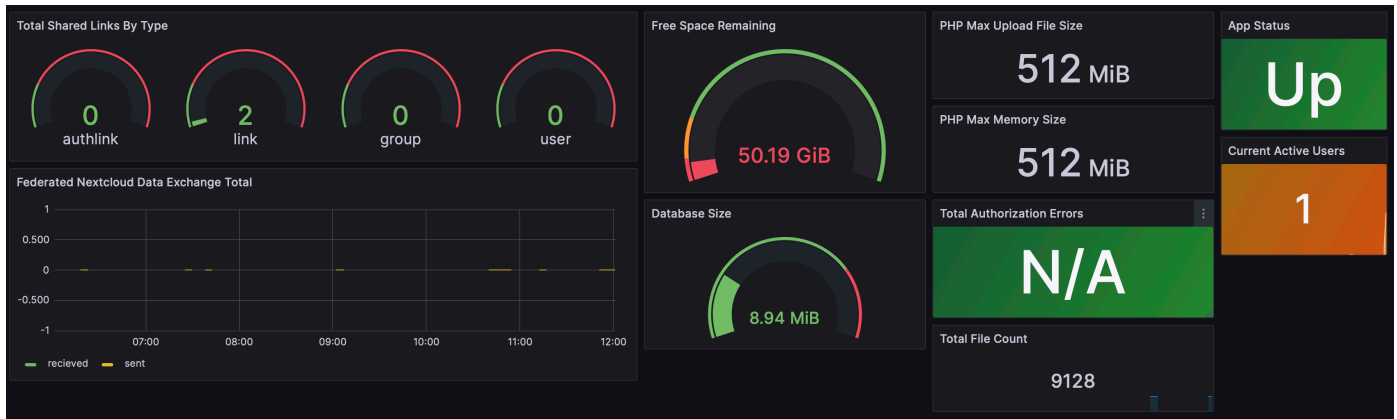 Total Shared Links By Type
0
authlink
2
link
0
group
0
user
Federated Nextcloud Data Exchange Total
1
0.500
0
-0.500
-1
07:00
08:00
09:00
10:00
11:00
12:00
recieved
sent
Free Space Remaining
50.19 GiB
Database Size
8.94 MiB
PHP Max Upload File Size
512 MiB
PHP Max Memory Size
512 MiB
Total Authorization Errors
N/A
Total File Count
9128
App Status
Up
Current Active Users
1